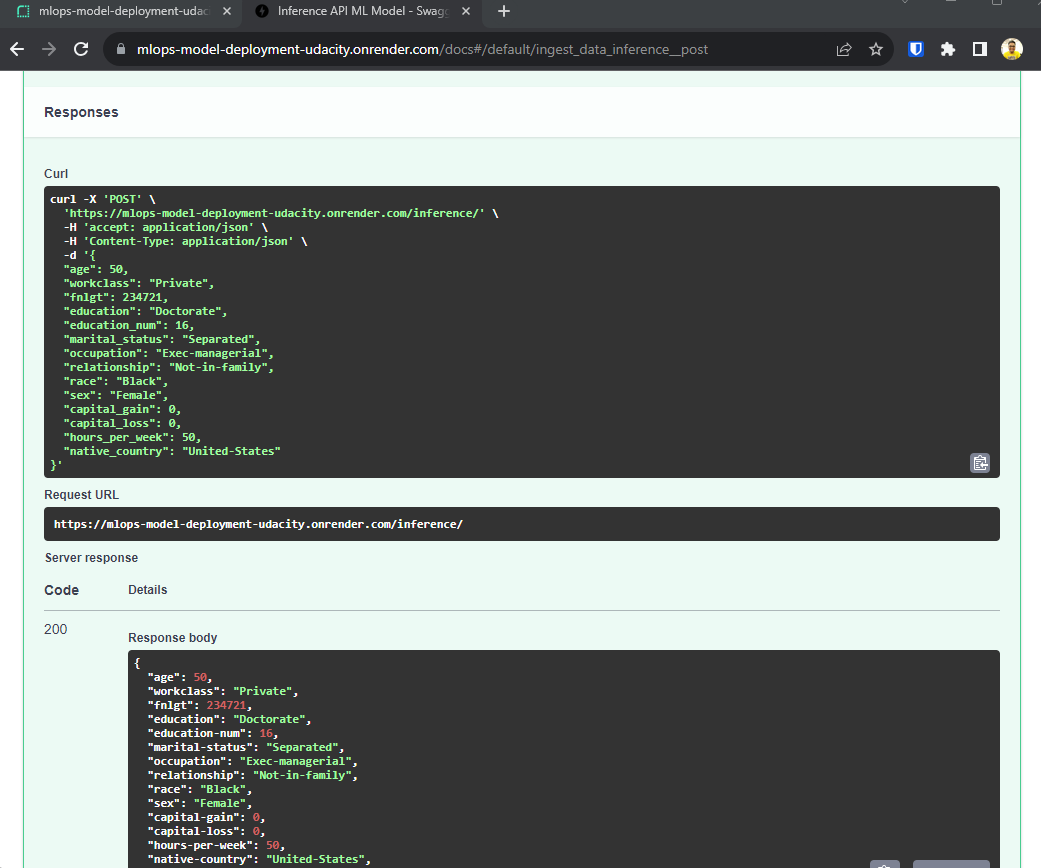 mlops-model-deployment-udac
Inference API ML Model - Swagg
mlops-model-deployment-udacity.onrender.com/docs#/default/ingest_data_inference__post
Responses
Curl
curl -X 'POST' \
'https://mlops-model-deployment-udacity.onrender.com/inference/' \
-H 'accept: application/json' \
-H 'Content-Type: application/json' \
-d '{
"age": 50,
"workclass": "Private",
"fnlgt": 234721,
"education": "Doctorate",
"education_num": 16,
"marital_status": "Separated",
"occupation": "Exec-managerial",
"relationship": "Not-in-family",
"race": "Black",
"sex": "Female",
"capital_gain": 0,
"capital_loss": 0,
"hours_per_week": 50,
"native_country": "United-States"
}'
Request URL
https://mlops-model-deployment-udacity.onrender.com/inference/
Server response
Code Details
200
Response body
{
"age": 50,
"workclass": "Private",
"fnlgt": 234721,
"education": "Doctorate",
"education-num": 16,
"marital-status": "Separated",
"occupation": "Exec-managerial",
"relationship": "Not-in-family",
"race": "Black",
"sex": "Female",
"capital-gain": 0,
"capital-loss": 0,
"hours-per-week": 50,
"native-country": "United-States",